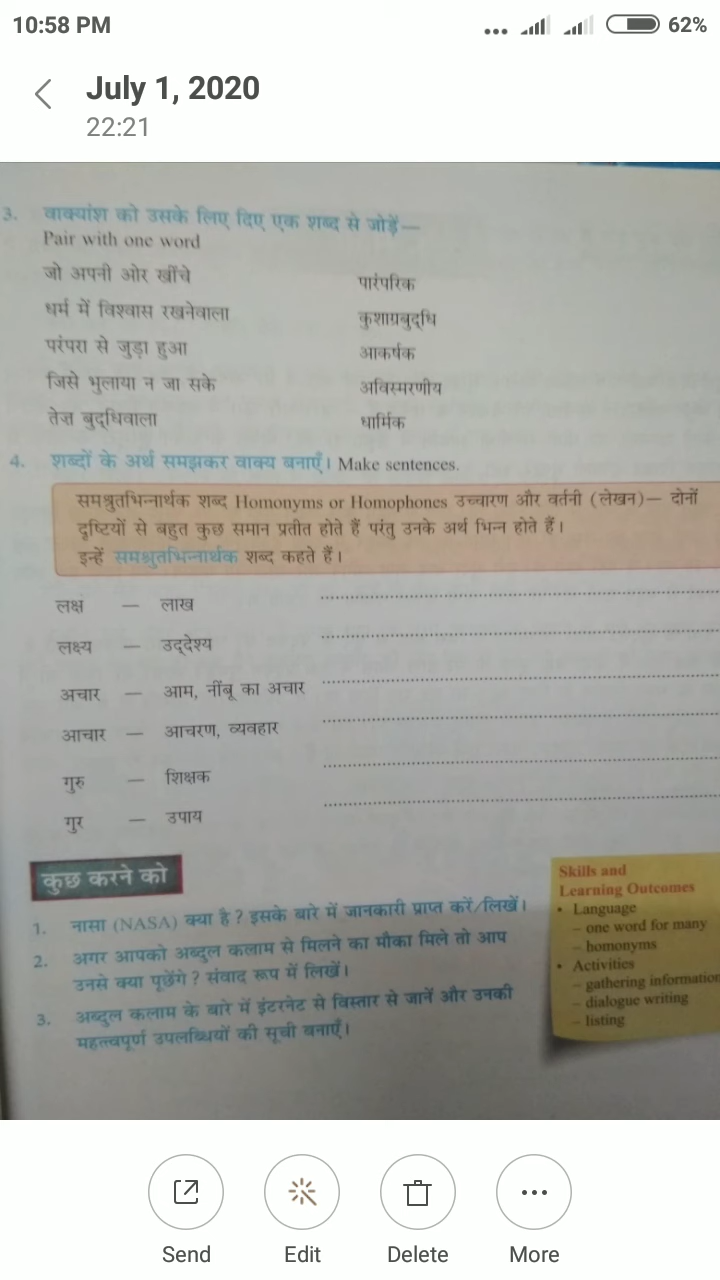 10:58 PM
62%
July 1, 2020
22:21
3. वाक्यांश को उसके लिए दिए एक शब्द से जोड़ें—
Pair with one word
जो अपनी ओर खींचे पारंपरिक
धर्म में विश्वास रखनेवाला कुशाग्रबुद्धि
परंपरा से जुड़ा हुआ आकर्षक
जिसे भुलाया न जा सके अविस्मरणीय
तेज़ बुद्धिवाला धार्मिक
4. शब्दों के अर्थ समझकर वाक्य बनाएँ। Make sentences.
समश्रुतभिन्नार्थक शब्द Homonyms or Homophones उच्चारण और वर्तनी (लेखन)— दोनों
दृष्टियों से बहुत कुछ समान प्रतीत होते हैं परंतु उनके अर्थ भिन्न होते हैं।
इन्हें समश्रुतभिन्नार्थक शब्द कहते हैं।
लक्ष — लाख
लक्ष्य — उद्देश्य
अचार — आम, नींबू का अचार
आचार — आचरण, व्यवहार
गुरु — शिक्षक
गुर — उपाय
कुछ करने को
1. नासा (NASA) क्या है? इसके बारे में जानकारी प्राप्त करें/लिखें।
2. अगर आपको अब्दुल कलाम से मिलने का मौका मिले तो आप
उनसे क्या पूछेंगे? संवाद रूप में लिखें।
3. अब्दुल कलाम के बारे में इंटरनेट से विस्तार से जानें और उनकी
महत्त्वपूर्ण उपलब्धियों की सूची बनाएँ।
Skills and
Learning Outcomes
• Language
– one word for many
– homonyms
• Activities
– gathering information
– dialogue writing
– listing
Send Edit Delete More